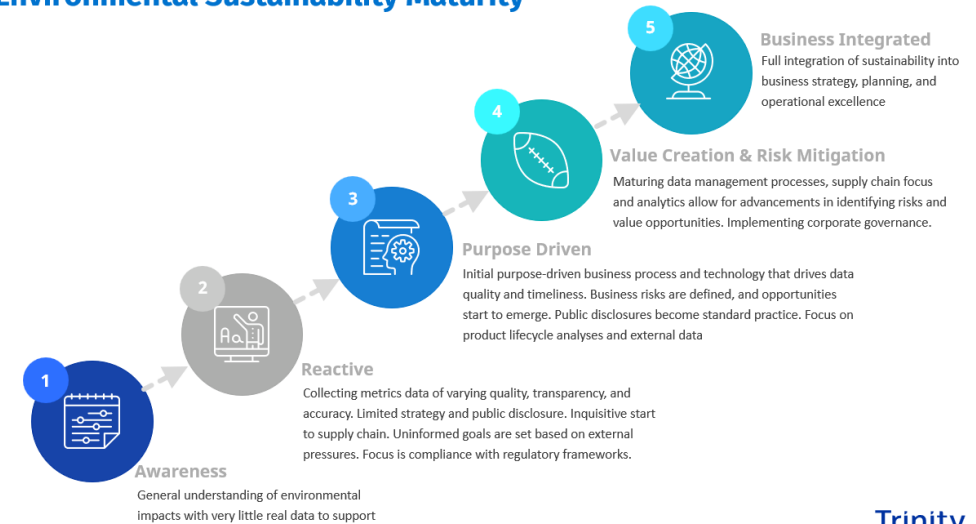 Environmental Sustainability Maturity
5
Business Integrated
Full integration of sustainability into
business strategy, planning, and
operational excellence
4
Value Creation & Risk Mitigation
Maturing data management processes, supply chain focus
and analytics allow for advancements in identifying risks and
value opportunities. Implementing corporate governance.
3
Purpose Driven
Initial purpose-driven business process and technology that drives data
quality and timeliness. Business risks are defined, and opportunities
start to emerge. Public disclosures become standard practice. Focus on
product lifecycle analyses and external data
2
Aa
Reactive
Collecting metrics data of varying quality, transparency, and
accuracy. Limited strategy and public disclosure. Inquisitive start
to supply chain. Uninformed goals are set based on external
pressures. Focus is compliance with regulatory frameworks.
1
Awareness
General understanding of environmental
impacts with very little real data to support
Trinity